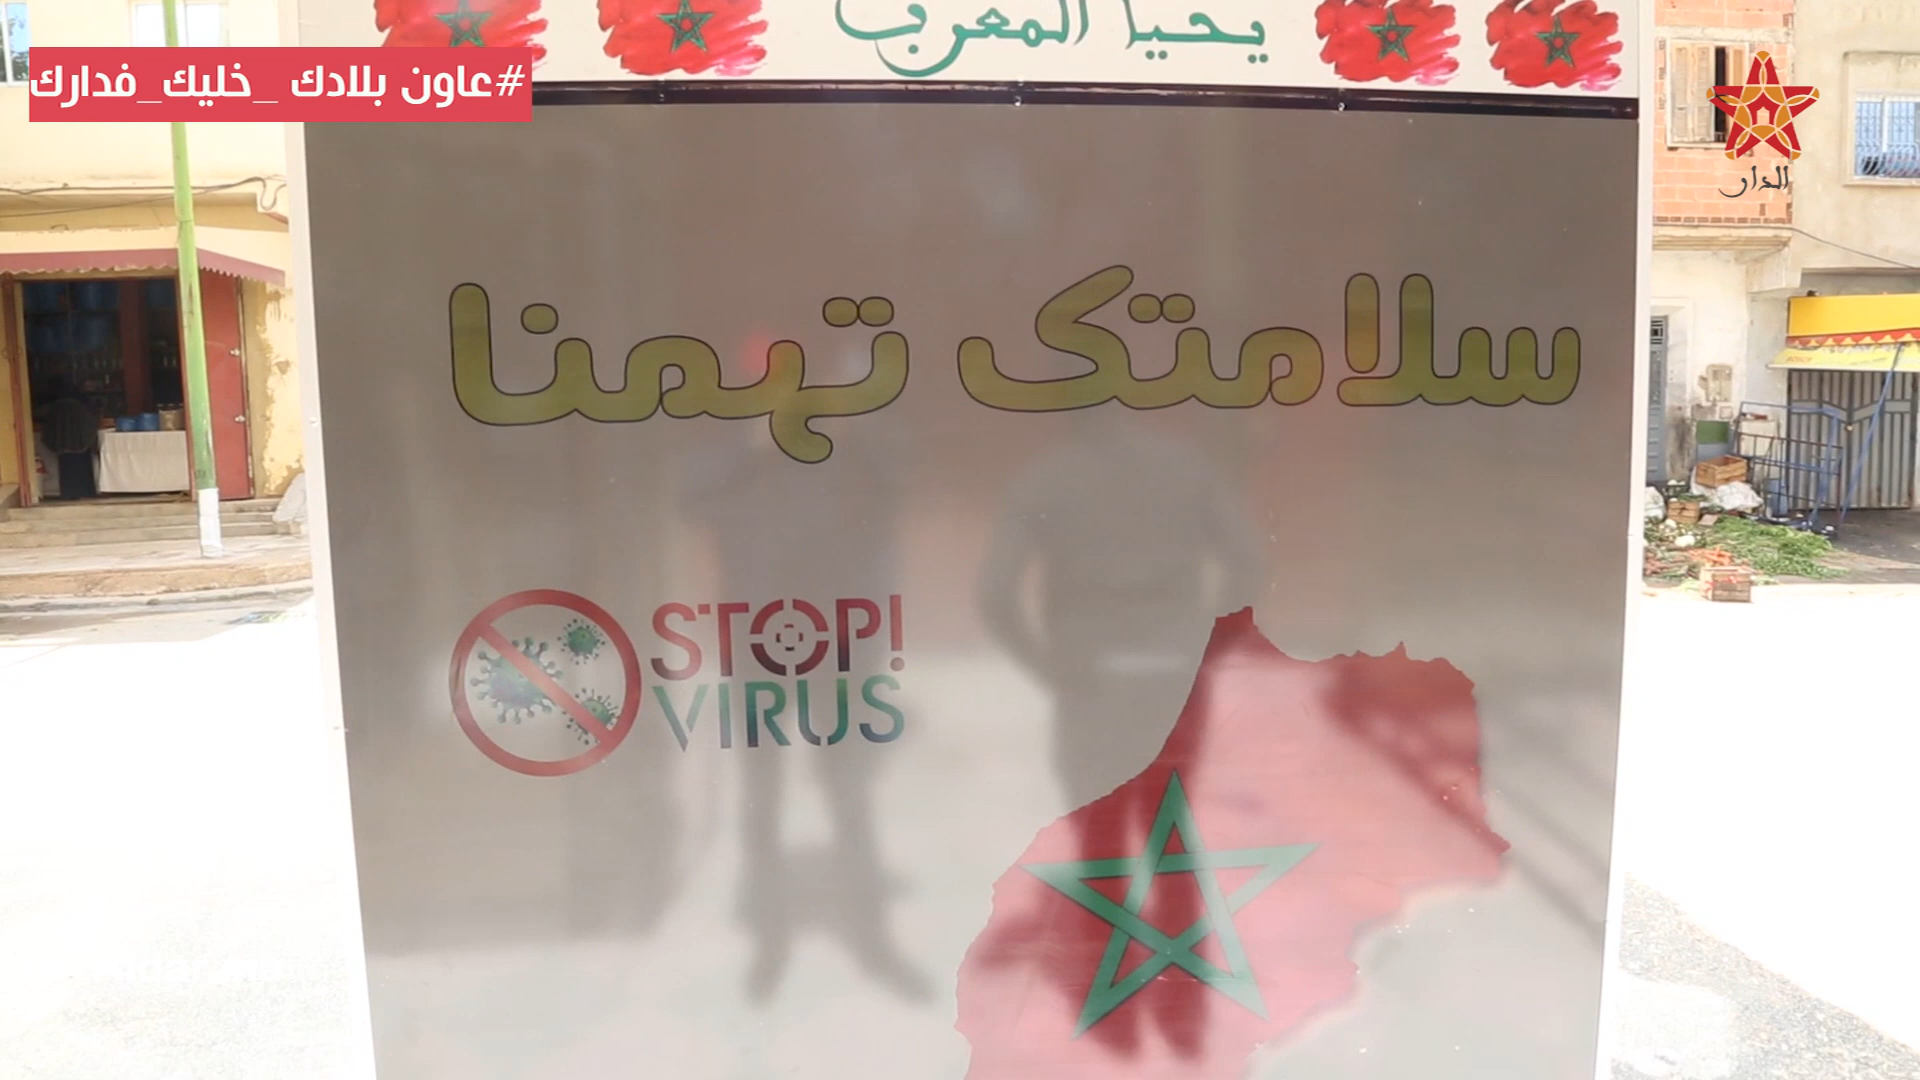 يحيا المغرب
#عاون بلادك _خليك_فدارك
الدار
سلامتك تهمنا
STOP!
VIRUS